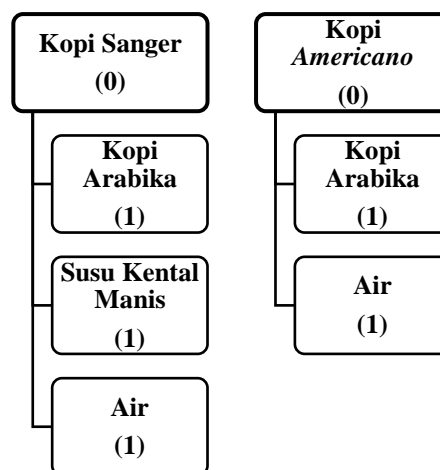 Kopi Sanger
(0)
Kopi
Arabika
(1)
Susu Kental
Manis
(1)
Air
(1)
Kopi
Americano
(0)
Kopi
Arabika
(1)
Air
(1)